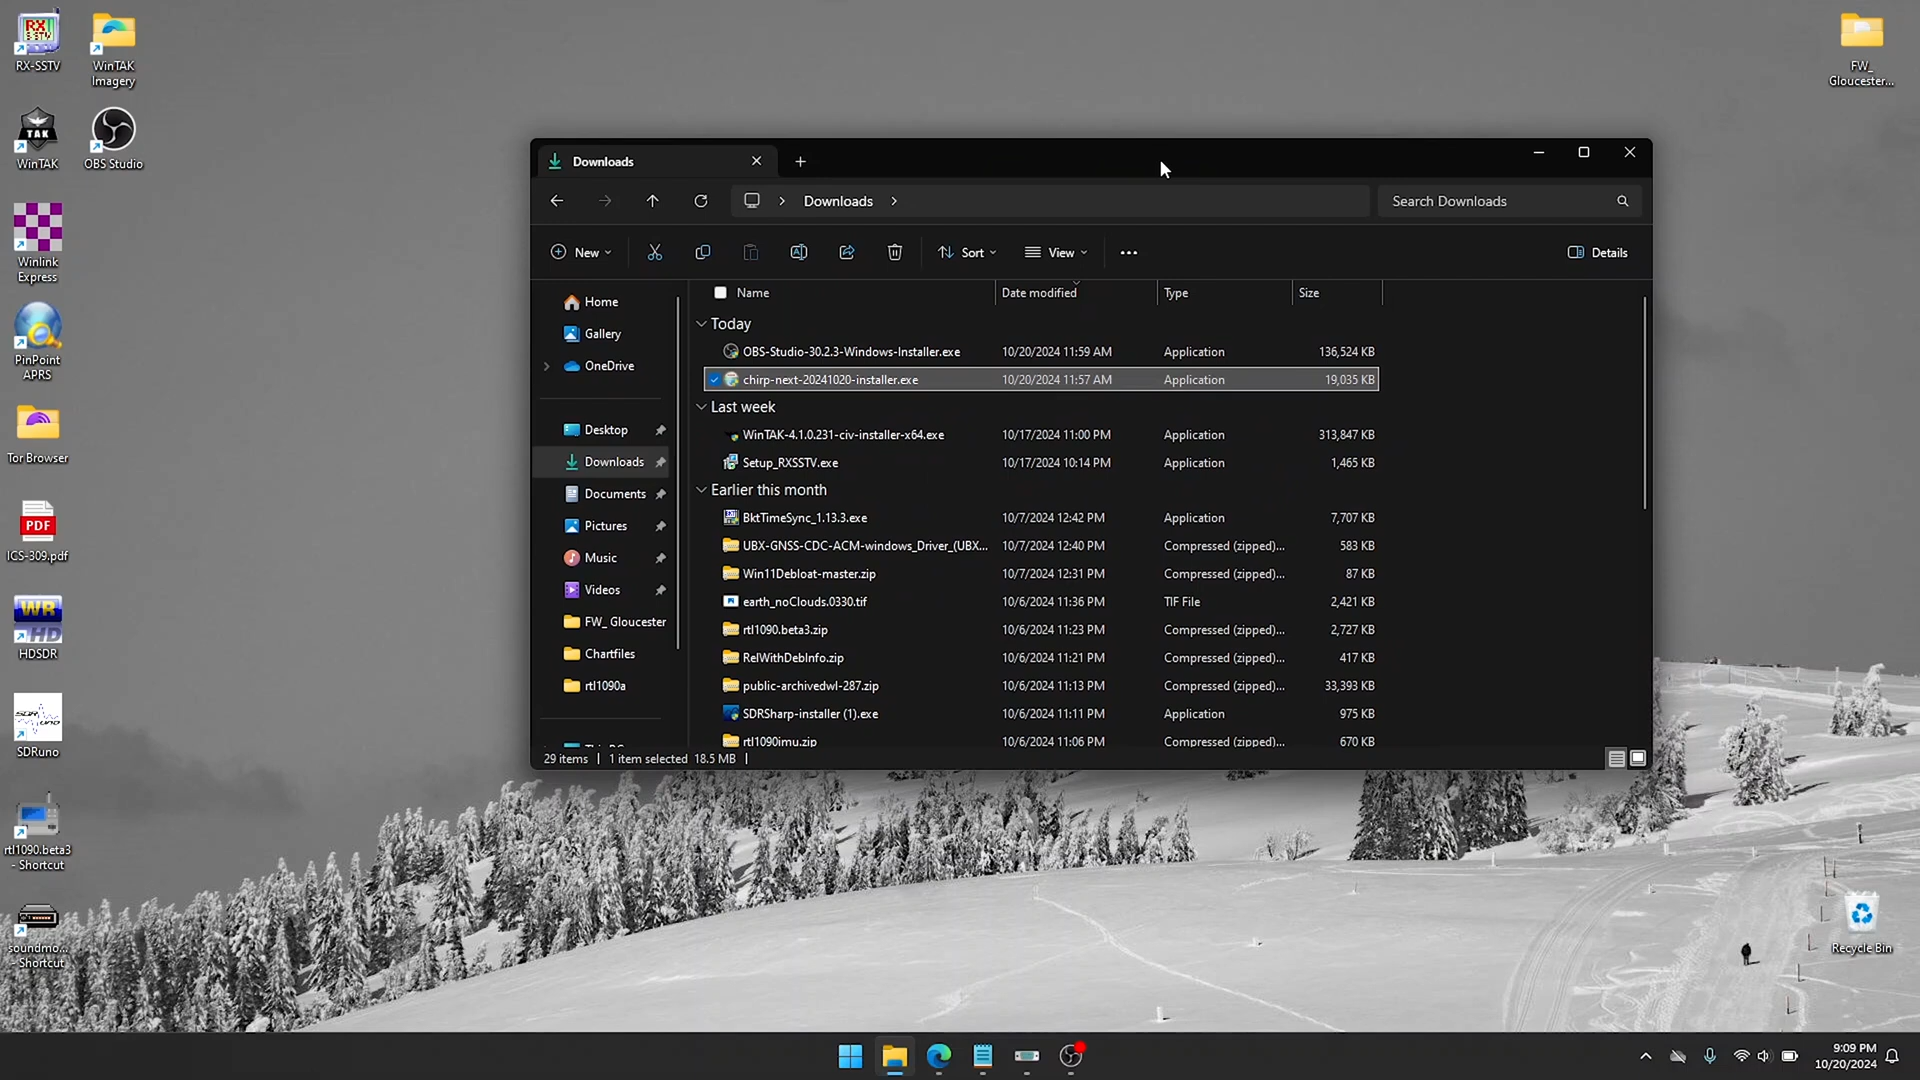 RX-SSTV
WinTAK
Imagery
WinTAK
OBS Studio
Winlink
Express
PinPoint
APRS
Tor Browser
PDF
ICS-309.pdf
HDSDR
SDRuno
rtl1090.beta3
- Shortcut
soundmo...
- Shortcut
FW_
Gloucester...
Recycle Bin
Downloads
Downloads
Search Downloads
New
Sort
View
Details
Home
Gallery
OneDrive
Desktop
Downloads
Documents
Pictures
Music
Videos
FW_ Gloucester
Chartfiles
rtl1090a
Name Date modified Type Size
Today
OBS-Studio-30.2.3-Windows-Installer.exe 10/20/2024 11:59 AM Application 136,524 KB
chirp-next-20241020-installer.exe 10/20/2024 11:57 AM Application 19,035 KB
Last week
WinTAK-4.1.0.231-civ-installer-x64.exe 10/17/2024 11:00 PM Application 313,847 KB
Setup_RXSSTV.exe 10/17/2024 10:14 PM Application 1,465 KB
Earlier this month
BktTimeSync_1.13.3.exe 10/7/2024 12:42 PM Application 7,707 KB
UBX-GNSS-CDC-ACM-windows_Driver_(UBX... 10/7/2024 12:40 PM Compressed (zipped)... 583 KB
Win11Debloat-master.zip 10/7/2024 12:31 PM Compressed (zipped)... 87 KB
earth_noClouds.0330.tif 10/6/2024 11:36 PM TIF File 2,421 KB
rtl1090.beta3.zip 10/6/2024 11:23 PM Compressed (zipped)... 2,727 KB
RelWithDebInfo.zip 10/6/2024 11:21 PM Compressed (zipped)... 417 KB
public-archivedwl-287.zip 10/6/2024 11:13 PM Compressed (zipped)... 33,393 KB
SDRSharp-installer (1).exe 10/6/2024 11:11 PM Application 975 KB
rtl1090imu.zip 10/6/2024 11:06 PM Compressed (zipped)... 670 KB
29 items 1 item selected 18.5 MB
9:09 PM
10/20/2024